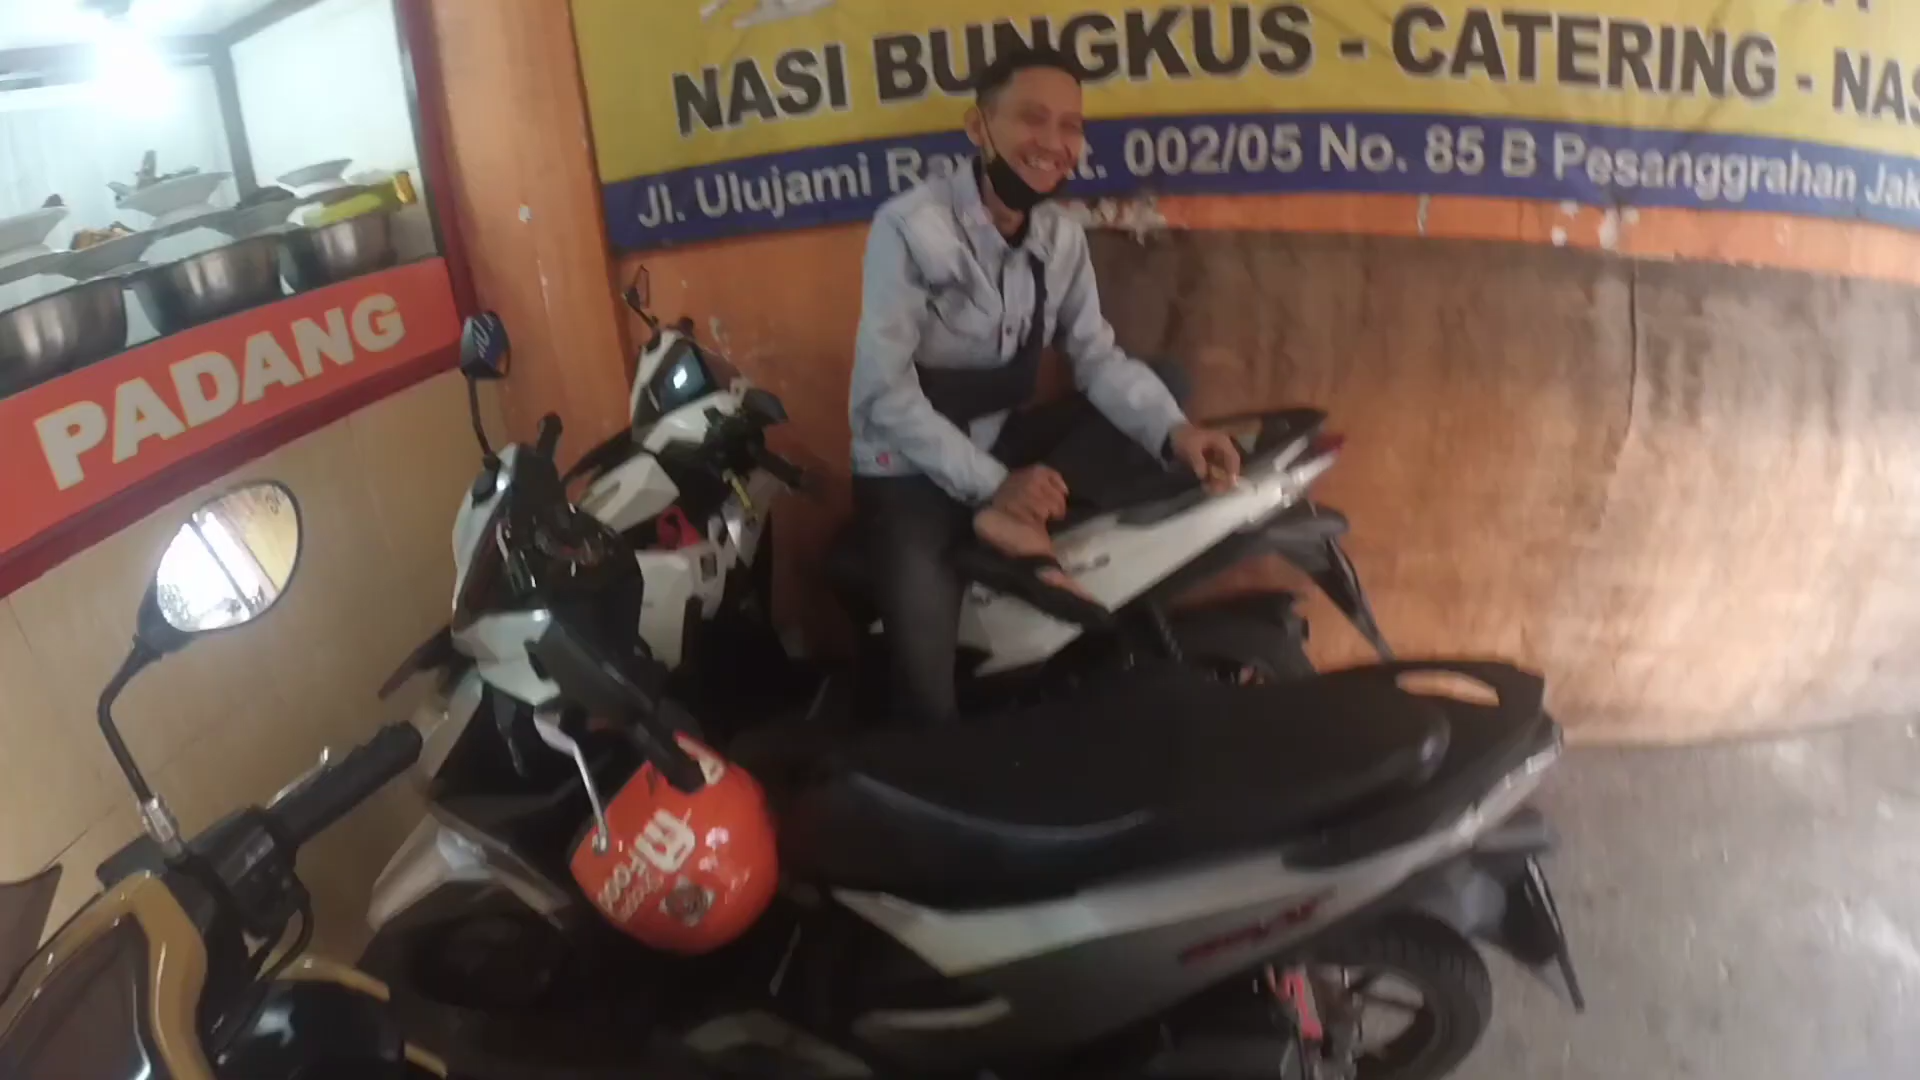 NASI BUNGKUS - CATERING - NAS
Jl. Ulujami Ra t. 002/05 No. 85 B Pesanggrahan Jak
PADANG